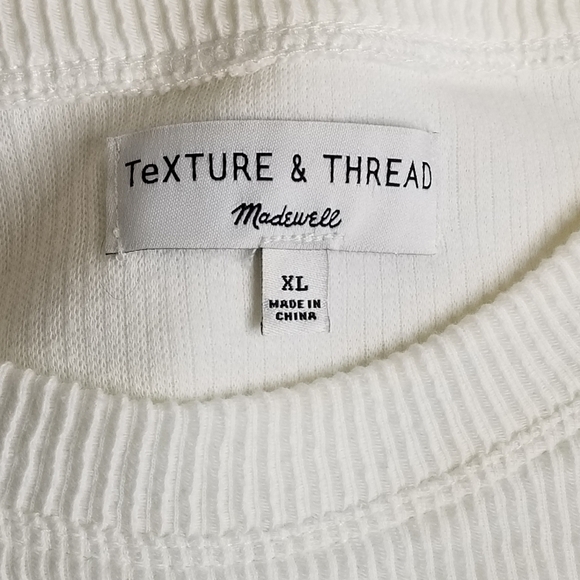 TeXTURE & THREAD
Madewell
XL
MADE IN
CHINA